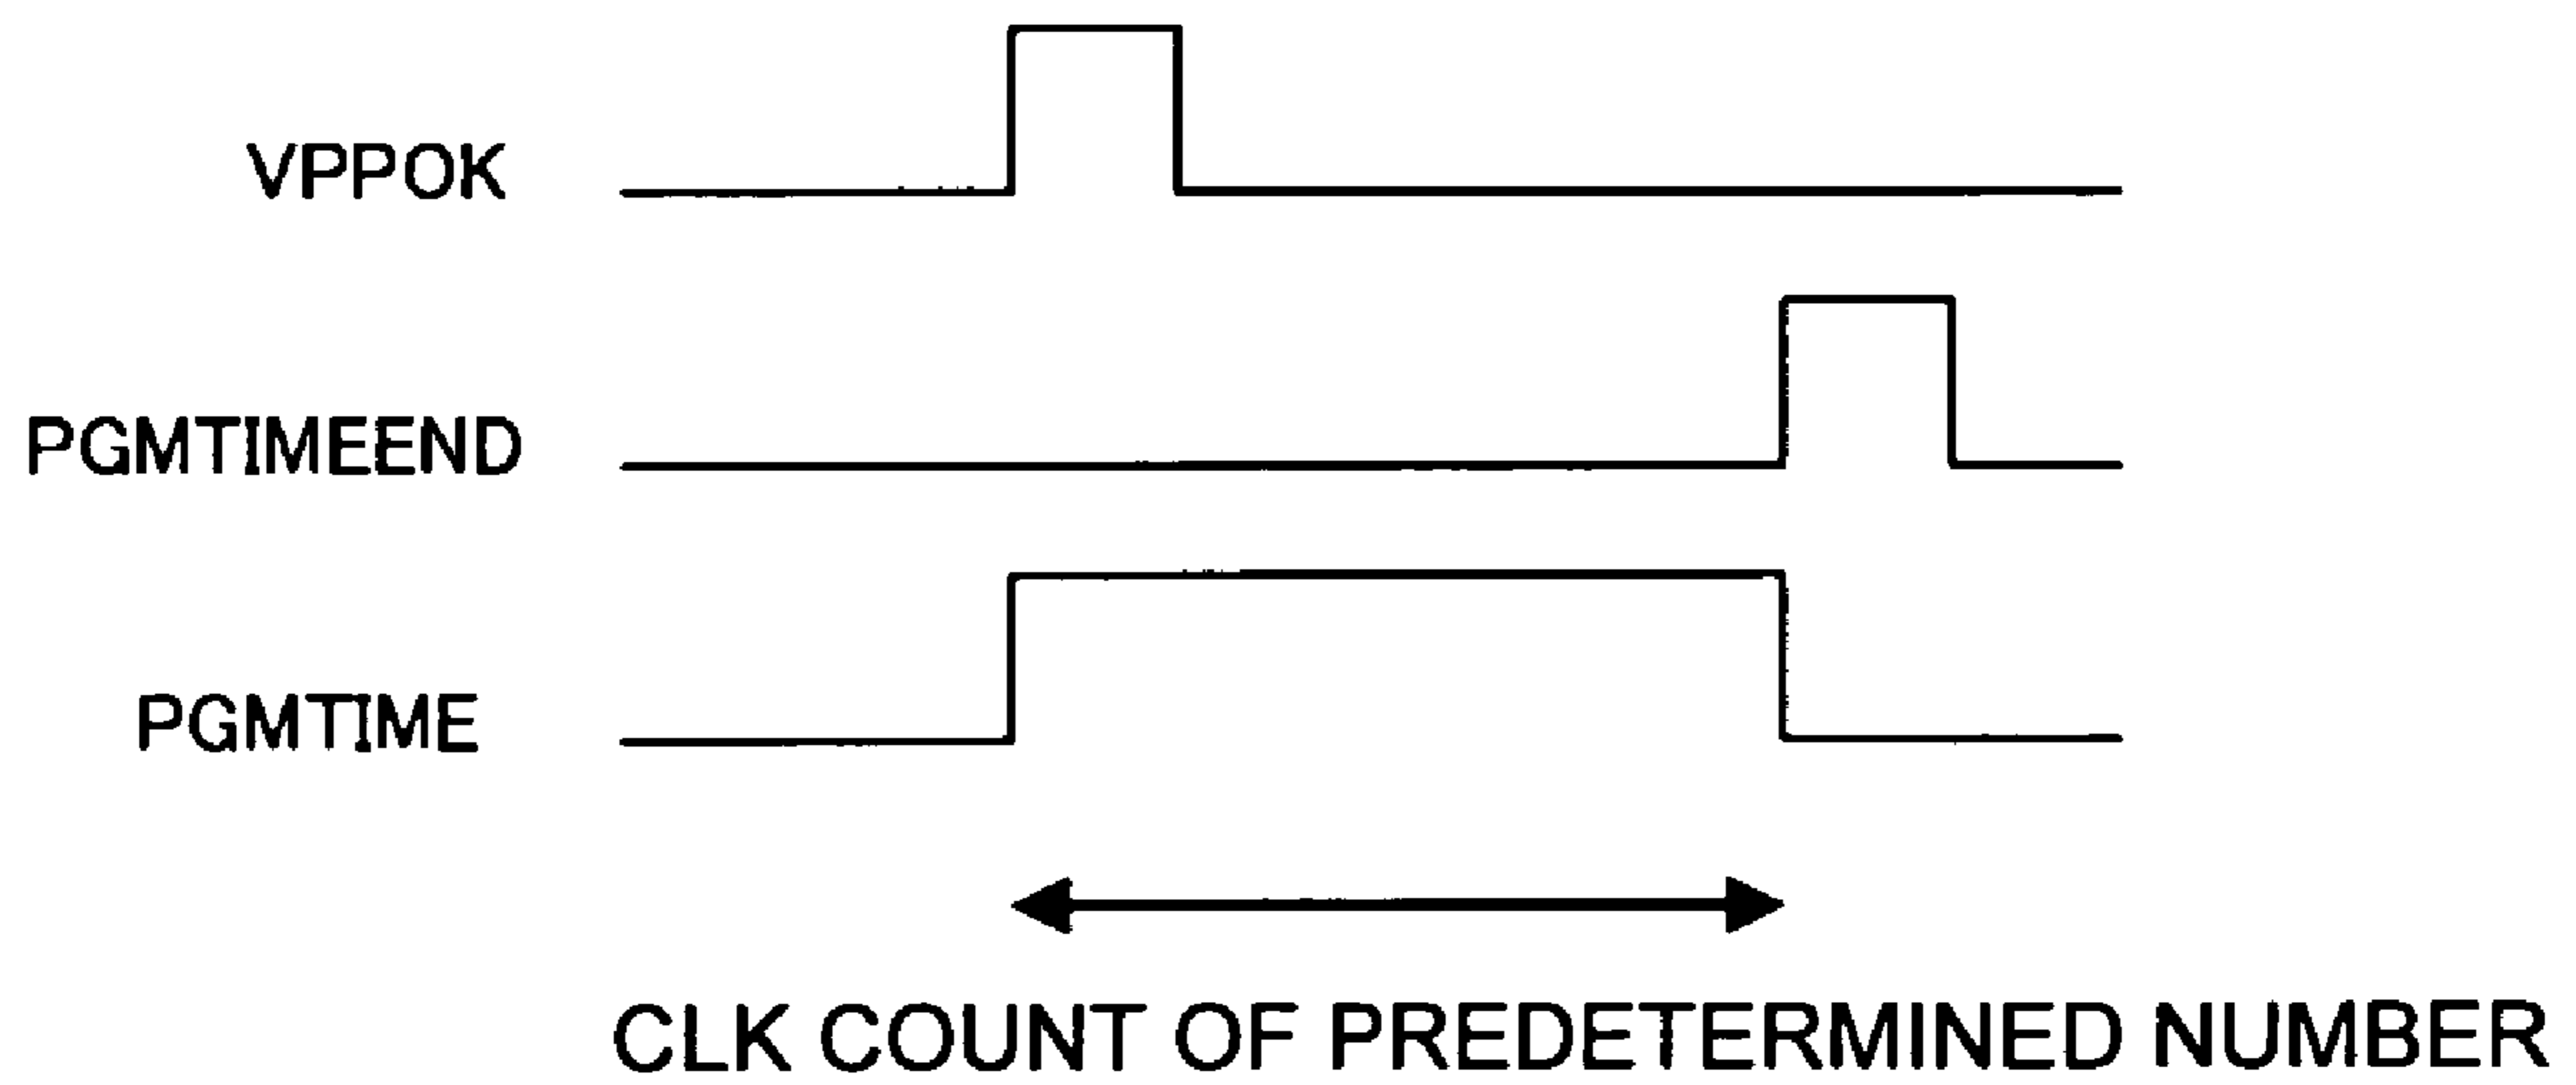 VPPOK
PGMTIMEEND
PGMTIME
CLK COUNT OF PREDETERMINED NUMBER